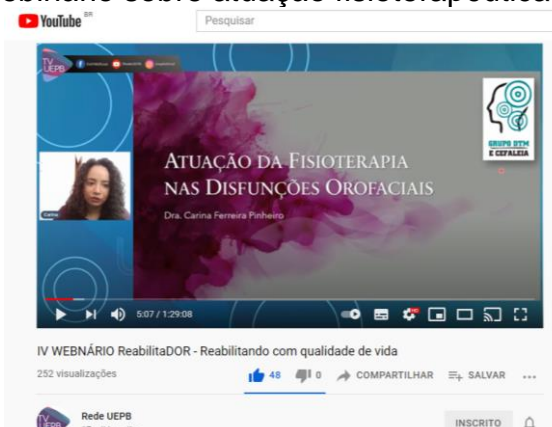 YouTube BR
Pesquisar
TV UEPB
ATUAÇÃO DA FISIOTERAPIA
NAS DISFUNÇÕES OROFACIAIS
Dra. Carina Ferreira Pinheiro
GRUPO DTM
E CEFALEIA
Carina
5:07 / 1:29:08
IV WEBNÁRIO ReabilitaDOR - Reabilitando com qualidade de vida
252 visualizações
48
0
COMPARTILHAR
SALVAR
Rede UEPB
INSCRITO